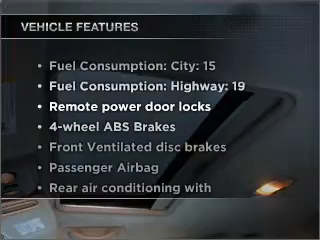 VEHICLE FEATURES
• Fuel Consumption: City: 15
• Fuel Consumption: Highway: 19
• Remote power door locks
• 4-wheel ABS Brakes
• Front Ventilated disc brakes
• Passenger Airbag
• Rear air conditioning with